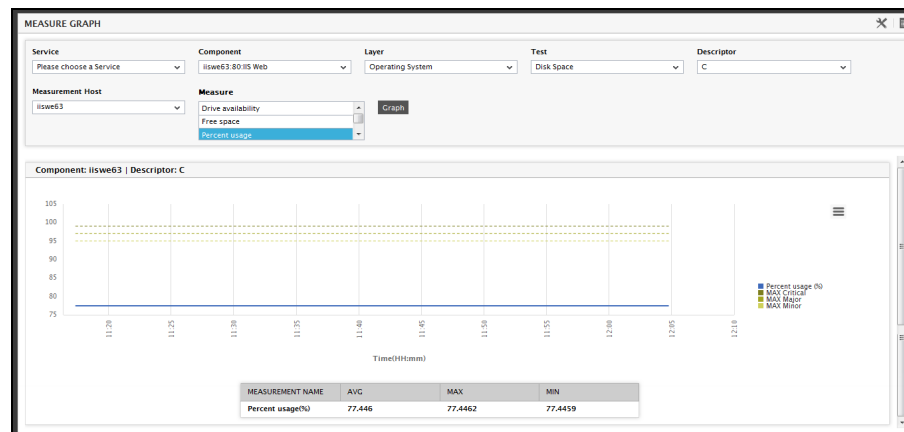 MEASURE GRAPH
Service Component Layer Test Descriptor
Please choose a Service iiswe63:80:IIS Web Operating System Disk Space C
Measurement Host Measure
iiswe63 Drive availability Graph
Free space
Percent usage
Component: iiswe63 | Descriptor: C
105
100
95
90
85
80
75
11:20 11:25 11:30 11:35 11:40 11:45 11:50 11:55 12:00 12:05 12:10
Time(HH:mm)
Percent usage (%)
MAX Critical
MAX Major
MAX Minor
MEASUREMENT NAME AVG MAX MIN
Percent usage(%) 77.446 77.4462 77.4459